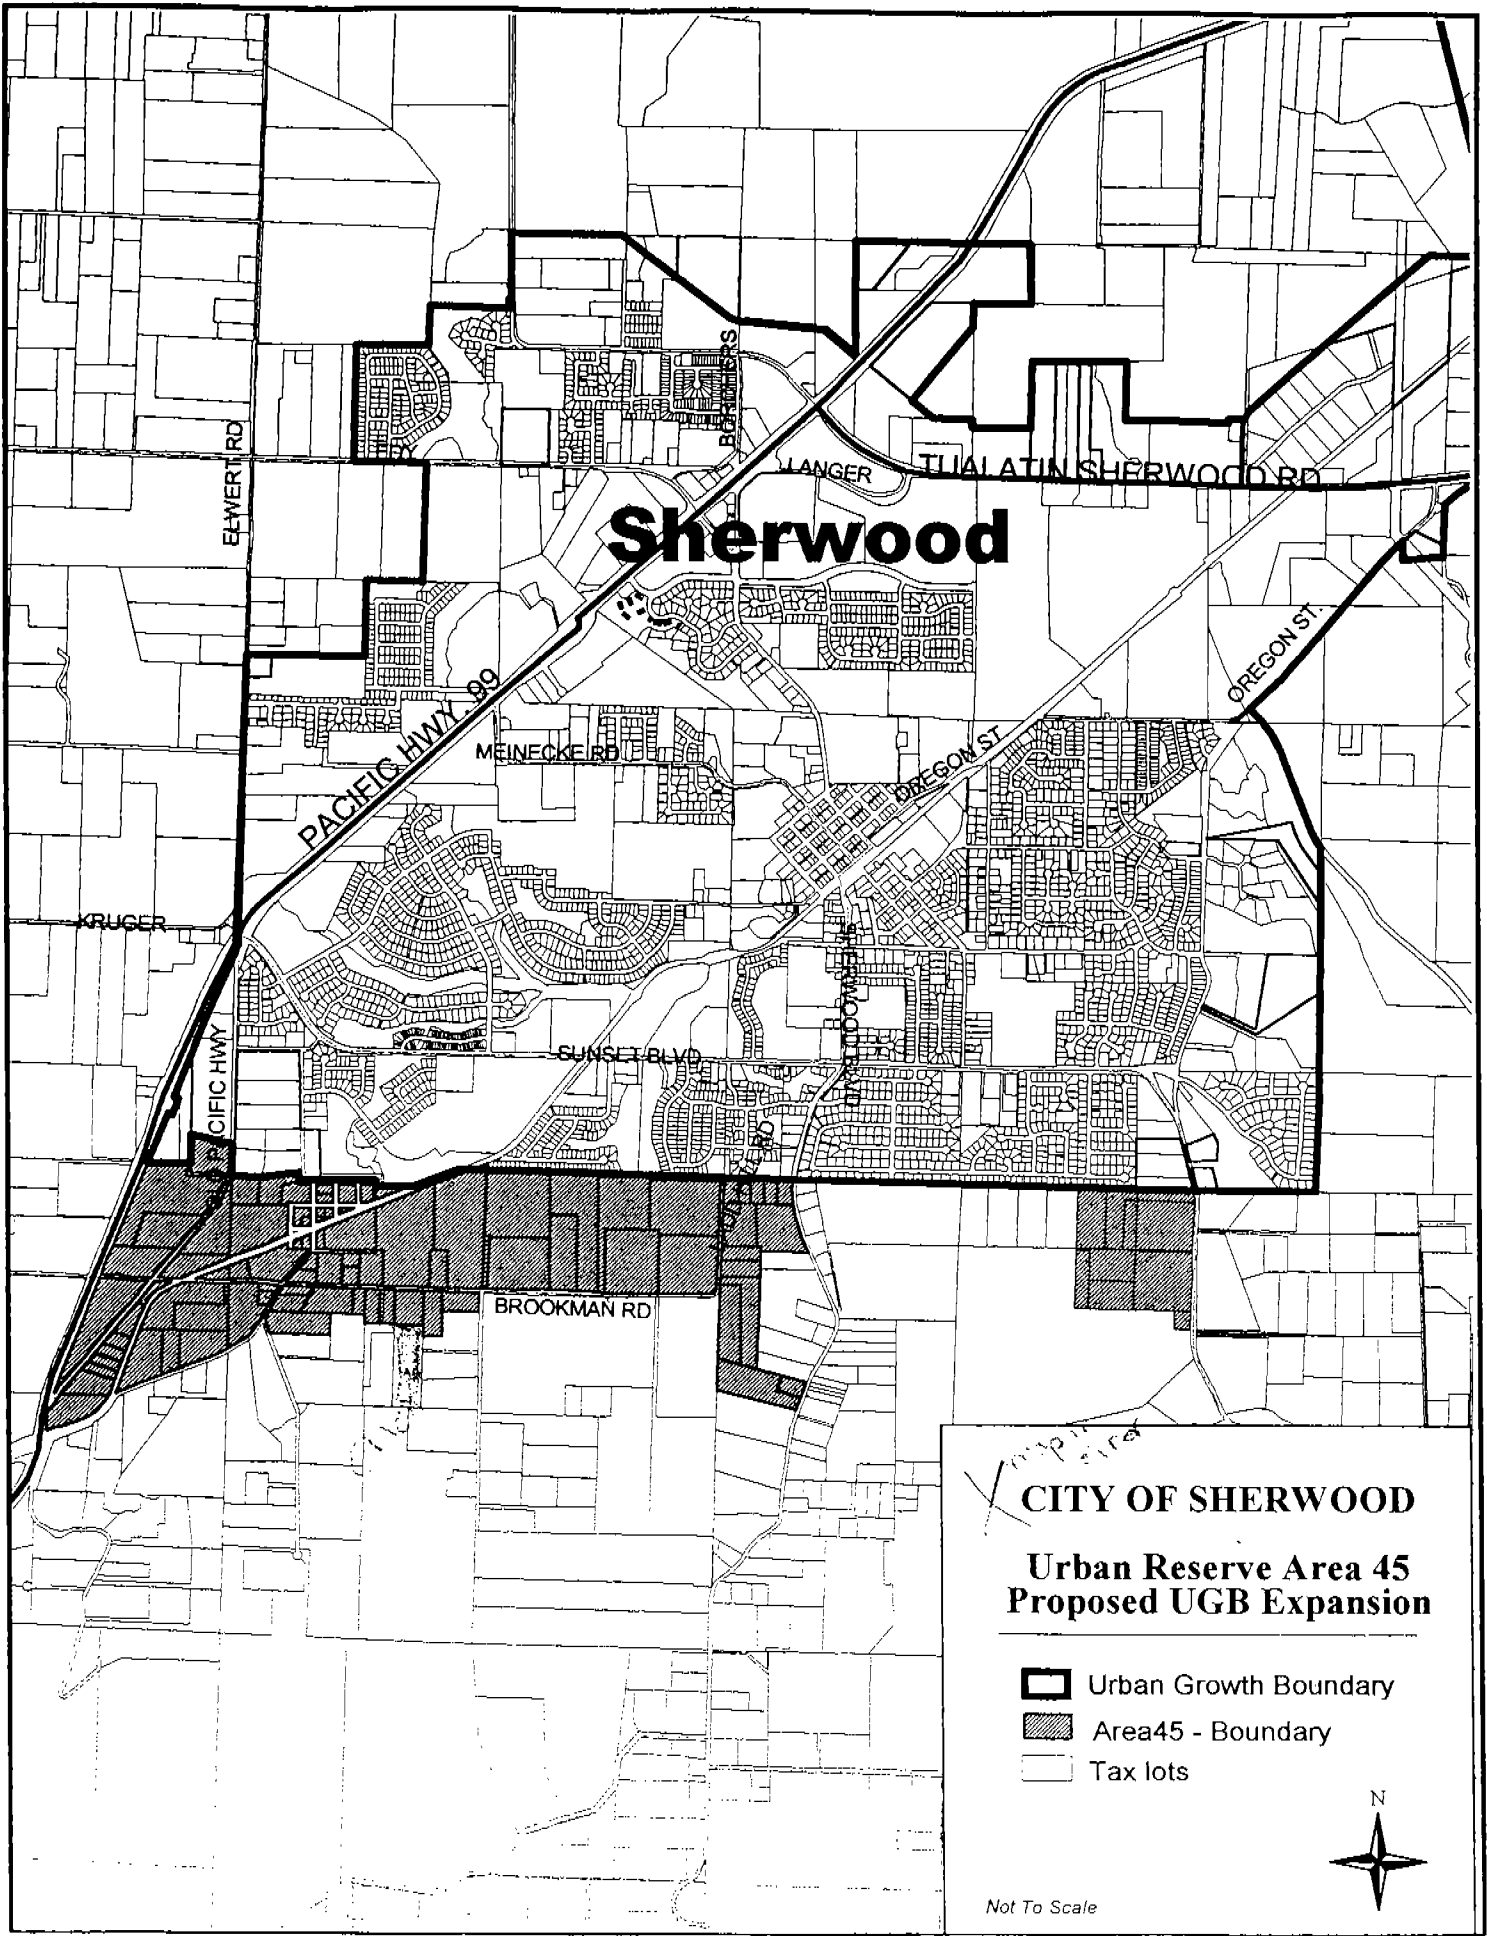 BORCHERS
ELWERT RD
LANGER
TUALATIN SHERWOOD RD
Sherwood
OREGON ST.
PACIFIC HWY. 99
MEINECKE RD
OREGON ST
KRUGER
SHERWOOD BLVD
SUNSET BLVD
BROOKMAN RD
CITY OF SHERWOOD
Urban Reserve Area 45
Proposed UGB Expansion
Urban Growth Boundary
Area45 - Boundary
Tax lots
N
Not To Scale